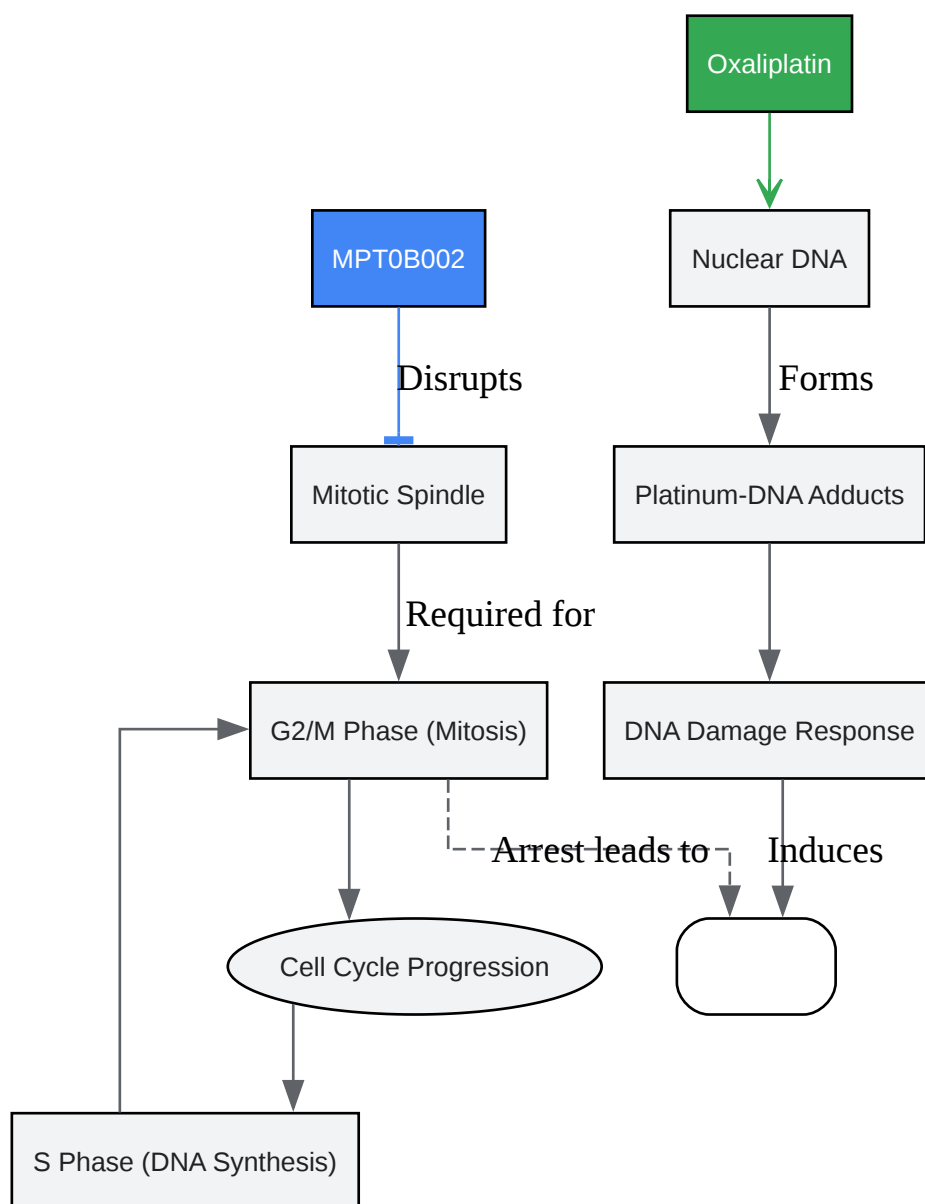 Oxaliplatin
MPT0B002
Nuclear DNA
Disrupts
Forms
Mitotic Spindle
Platinum-DNA Adducts
Required for
G2/M Phase (Mitosis)
DNA Damage Response
Arrest leads to
Induces
Cell Cycle Progression
S Phase (DNA Synthesis)